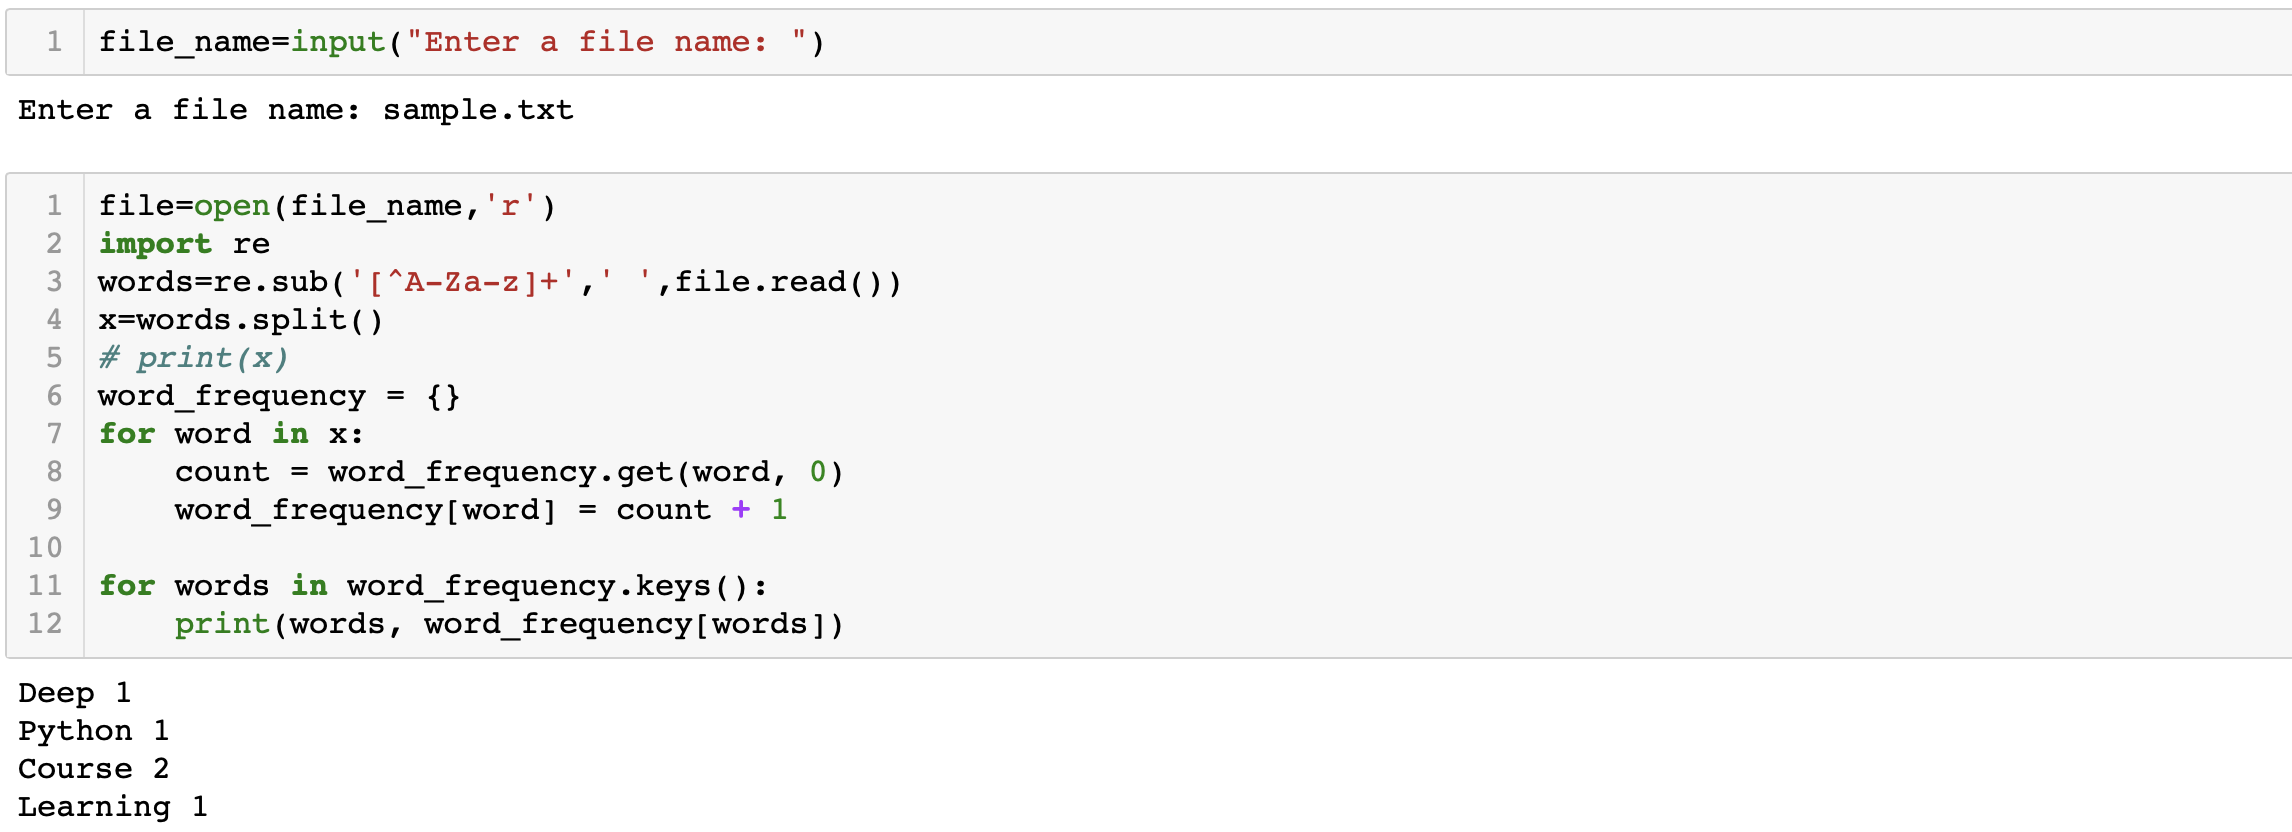 1 file_name=input("Enter a file name: ")
Enter a file name: sample.txt
1 file=open(file_name,'r')
2 import re
3 words=re.sub('[^A-Za-z]+',' ',file.read())
4 x=words.split()
5 # print(x)
6 word_frequency = {}
7 for word in x:
8     count = word_frequency.get(word, 0)
9     word_frequency[word] = count + 1
10
11 for words in word_frequency.keys():
12     print(words, word_frequency[words])
Deep 1
Python 1
Course 2
Learning 1